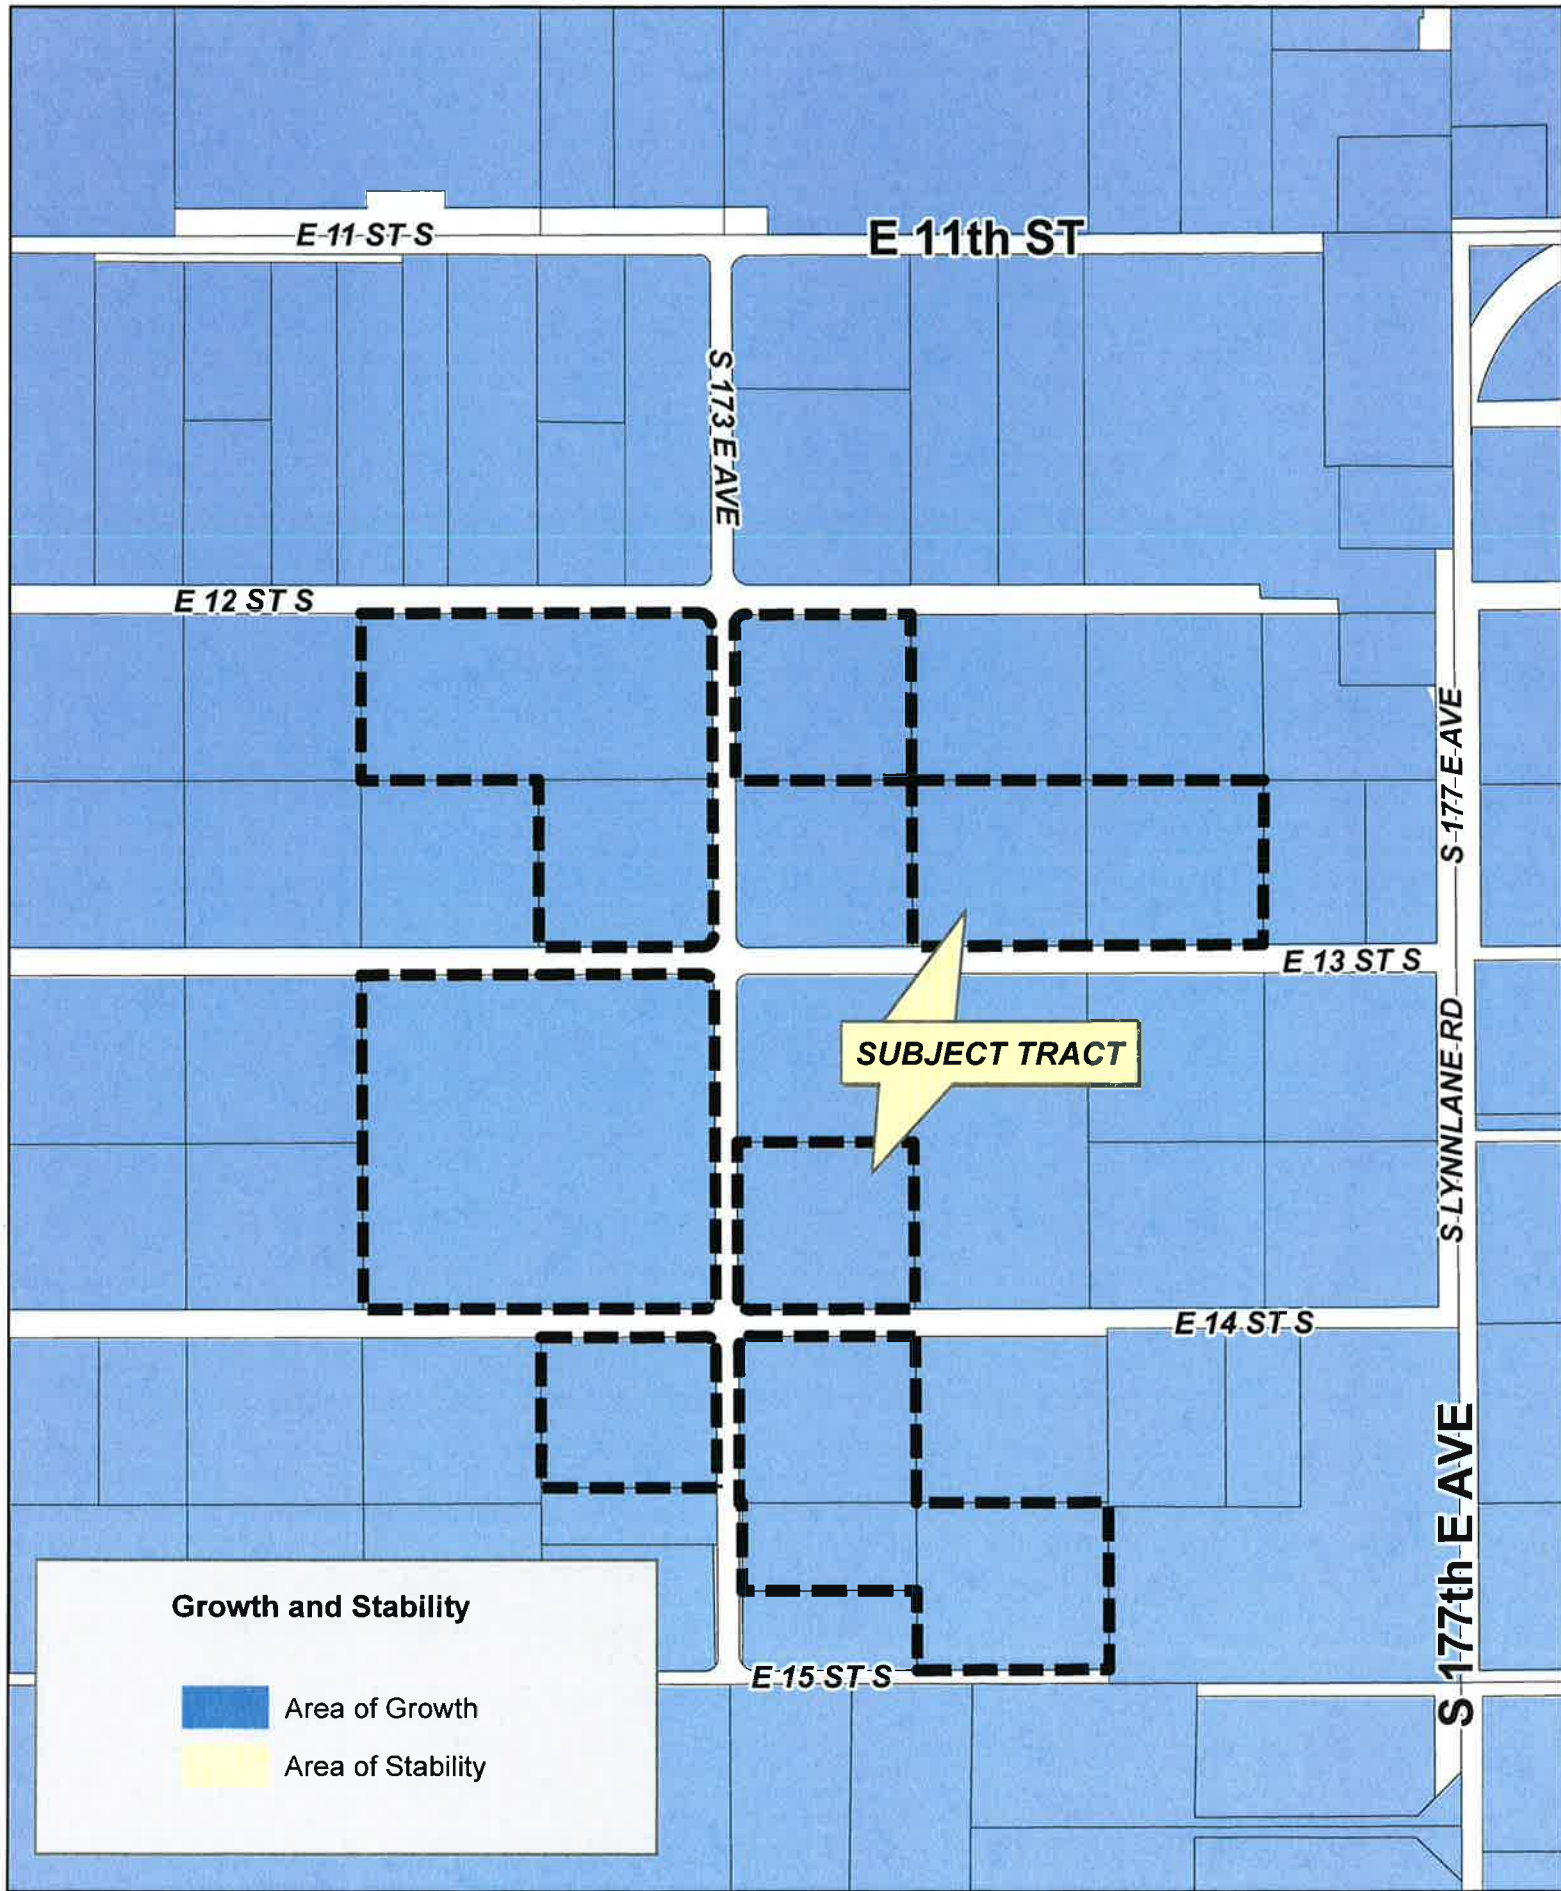 E 11 ST S
E 11th ST
S 173 E AVE
E 12 ST S
S 177 E AVE
E 13 ST S
SUBJECT TRACT
S LYNNLANE RD
E 14 ST S
S 177th E AVE
Growth and Stability
E 15 ST S
Area of Growth
Area of Stability